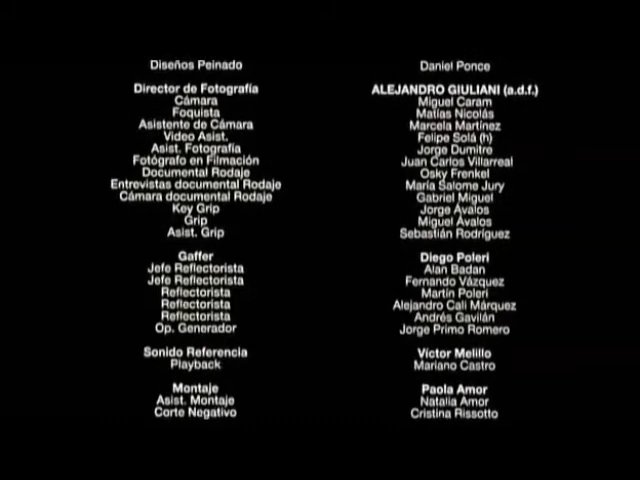 Diseños Peinado Daniel Ponce
Director de Fotografía ALEJANDRO GIULIANI (a.d.f.)
Cámara Miguel Caram
Foquista Matías Nicolás
Asistente de Cámara Marcela Martínez
Video Asist. Felipe Solá (h)
Asist. Fotografía Jorge Dumitre
Fotógrafo en Filmación Juan Carlos Villarreal
Documental Rodaje Osky Frenkel
Entrevistas documental Rodaje María Salome Jury
Cámara documental Rodaje Gabriel Miguel
Key Grip Jorge Ávalos
Grip Miguel Ávalos
Asist. Grip Sebastián Rodríguez
Gaffer Diego Poleri
Jefe Reflectorista Alan Badan
Jefe Reflectorista Fernando Vázquez
Reflectorista Martín Poleri
Reflectorista Alejandro Cali Márquez
Reflectorista Andrés Gavilán
Op. Generador Jorge Primo Romero
Sonido Referencia Víctor Melillo
Playback Mariano Castro
Montaje Paola Amor
Asist. Montaje Natalia Amor
Corte Negativo Cristina Rissotto